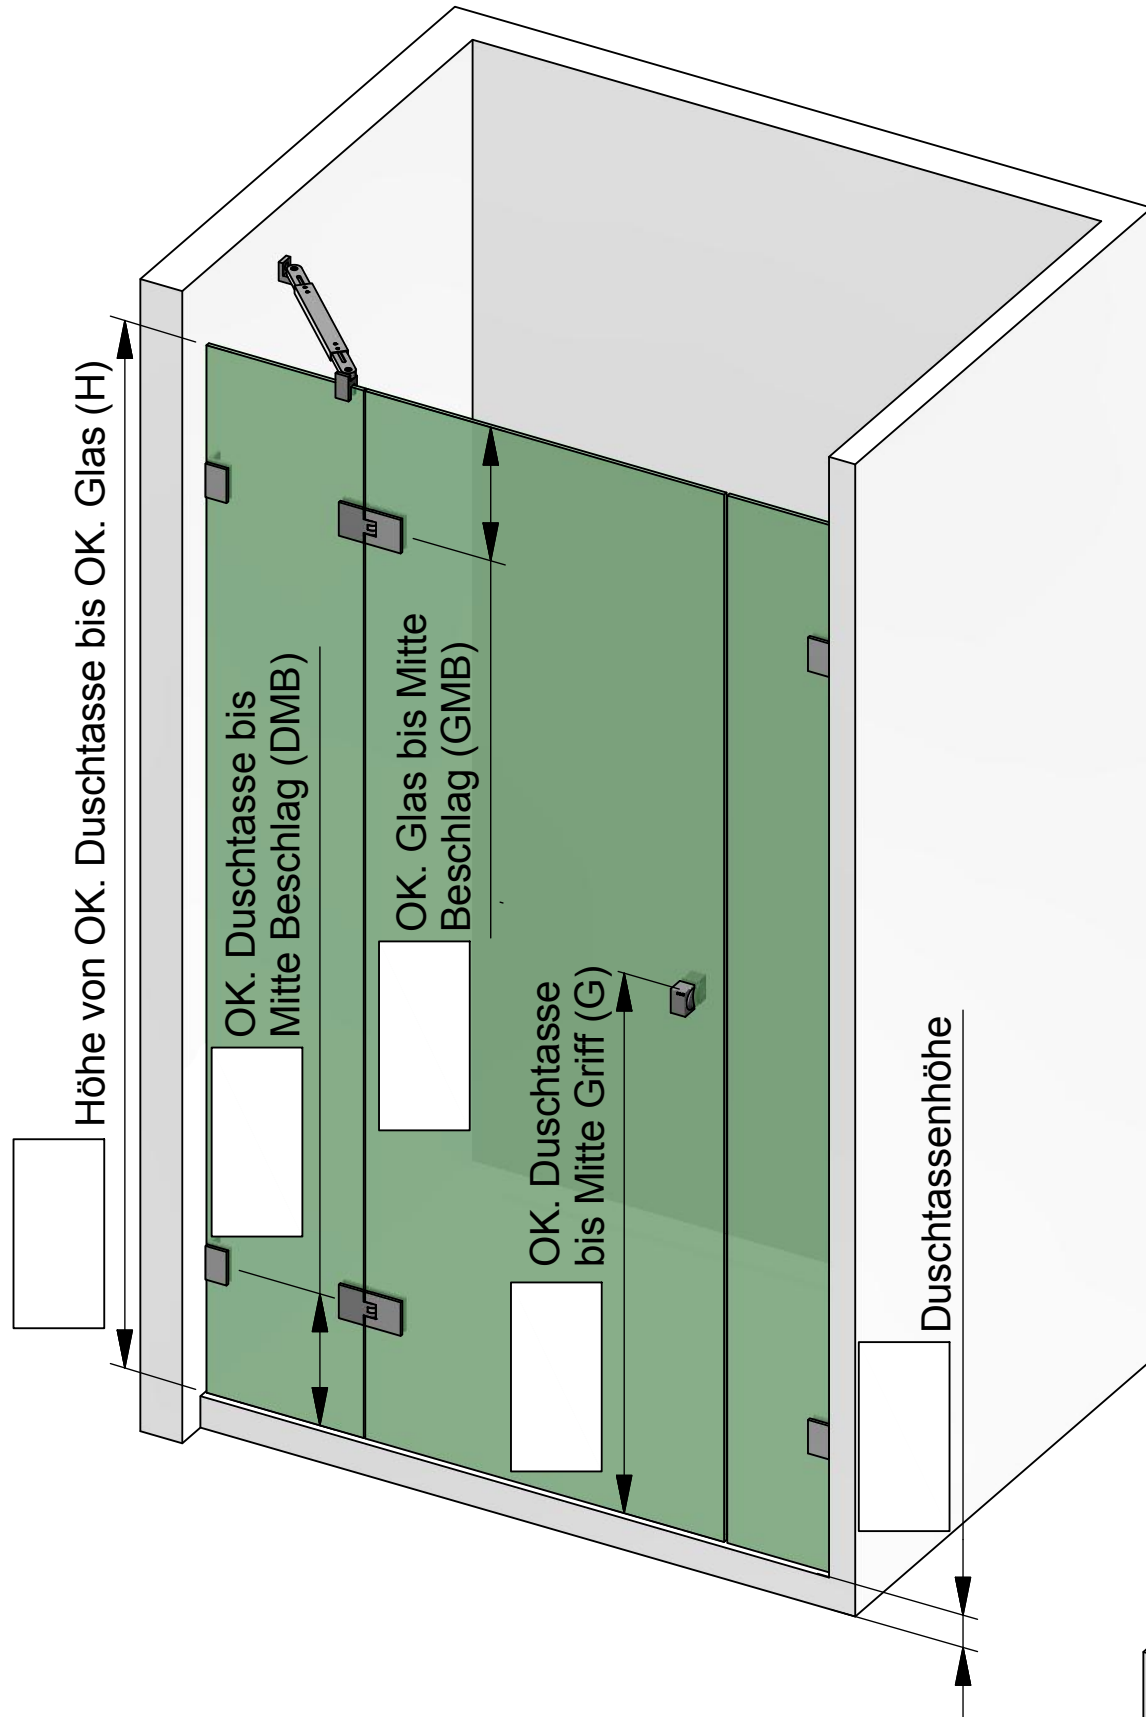 Höhe von OK. Duschtasse bis OK. Glas (H)
OK. Duschtasse bis
Mitte Beschlag (DMB)
OK. Glas bis Mitte
Beschlag (GMB)
OK. Duschtasse
bis Mitte Griff (G)
Duschtassenhöhe